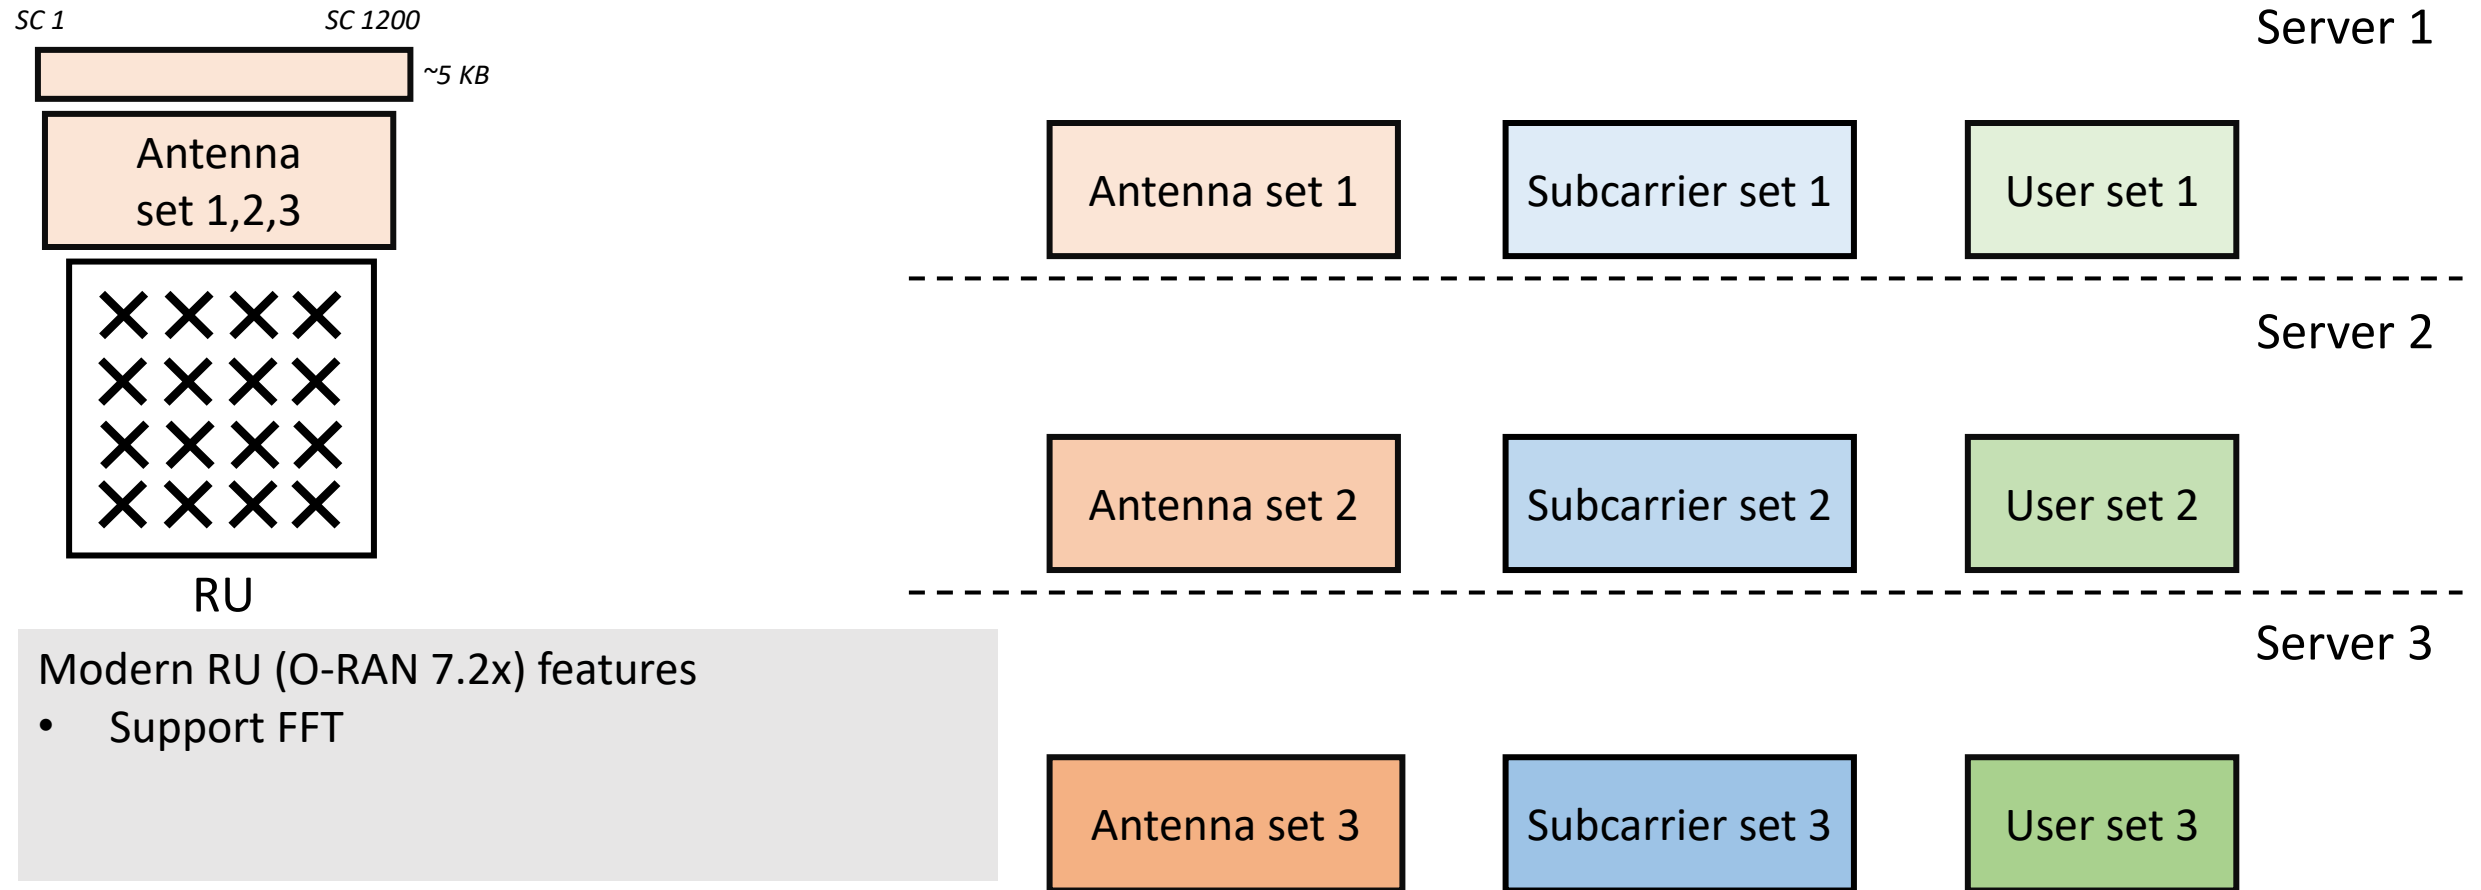 SC 1
SC 1200
~5 KB
Antenna
set 1,2,3
RU
Modern RU (O-RAN 7.2x) features
• Support FFT
Server 1
Antenna set 1
Subcarrier set 1
User set 1
Server 2
Antenna set 2
Subcarrier set 2
User set 2
Server 3
Antenna set 3
Subcarrier set 3
User set 3